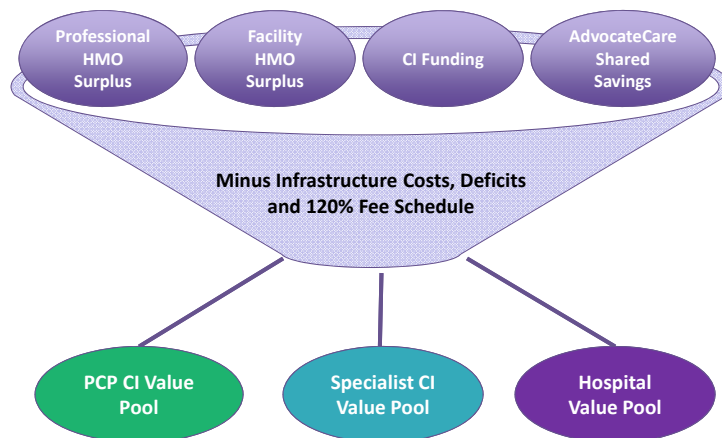 Professional
HMO
Surplus
Facility
HMO
Surplus
CI Funding
AdvocateCare
Shared
Savings
Minus Infrastructure Costs, Deficits
and 120% Fee Schedule
PCP CI Value
Pool
Specialist CI
Value Pool
Hospital
Value Pool